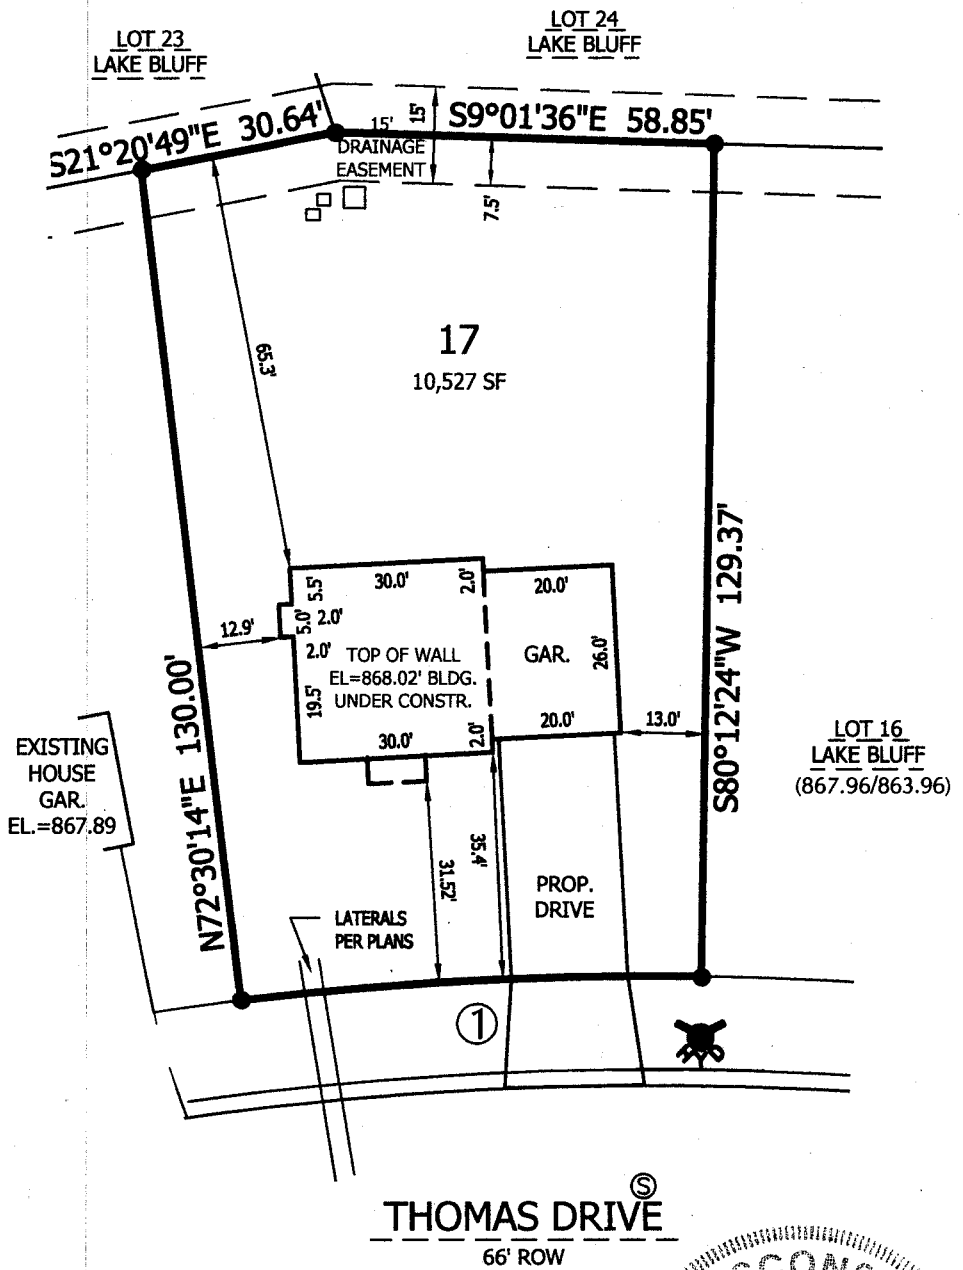 LOT 23
LAKE BLUFF
LOT 24
LAKE BLUFF
S21°20'49"E 30.64'
S9°01'36"E 58.85'
15'
15'
DRAINAGE
EASEMENT
7.5'
65.3'
17
10,527 SF
30.0'
2.0'
20.0'
5.5'
5.0'
2.0'
2.0'
12.9'
19.5'
TOP OF WALL
EL=868.02' BLDG.
UNDER CONSTR.
GAR.
26.0'
30.0'
2.0'
20.0'
13.0'
N72°30'14"E 130.00'
S80°12'24"W 129.37'
EXISTING
HOUSE
GAR.
EL.=867.89
LOT 16
LAKE BLUFF
(867.96/863.96)
31.52'
35.4'
PROP.
DRIVE
LATERALS
PER PLANS
1
S
THOMAS DRIVE
66' ROW